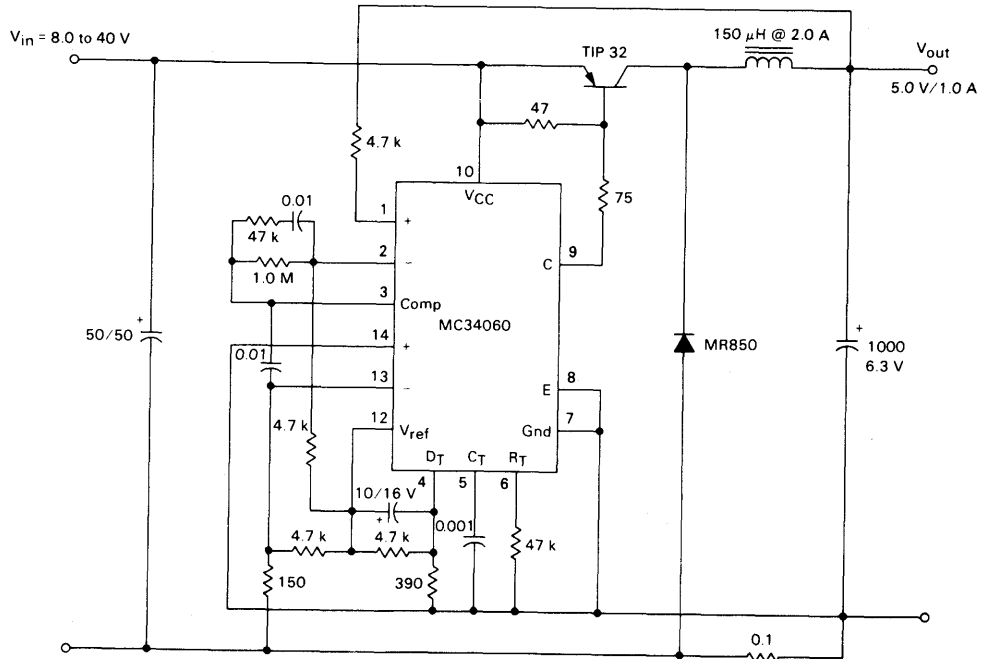 V_in = 8.0 to 40 V
TIP 32
150 µH @ 2.0 A
V_out
5.0 V/1.0 A
47
4.7 k
10
V_CC
75
0.01
47 k
1.0 M
1
+
2
−
3
Comp
9
C
MC34060
14
+
50/50
+
0.01
13
−
MR850
+
1000
6.3 V
8
E
12
V_ref
7
Gnd
4.7 k
D_T
C_T
R_T
4
5
6
10/16 V
+
0.001
4.7 k
4.7 k
47 k
150
390
0.1